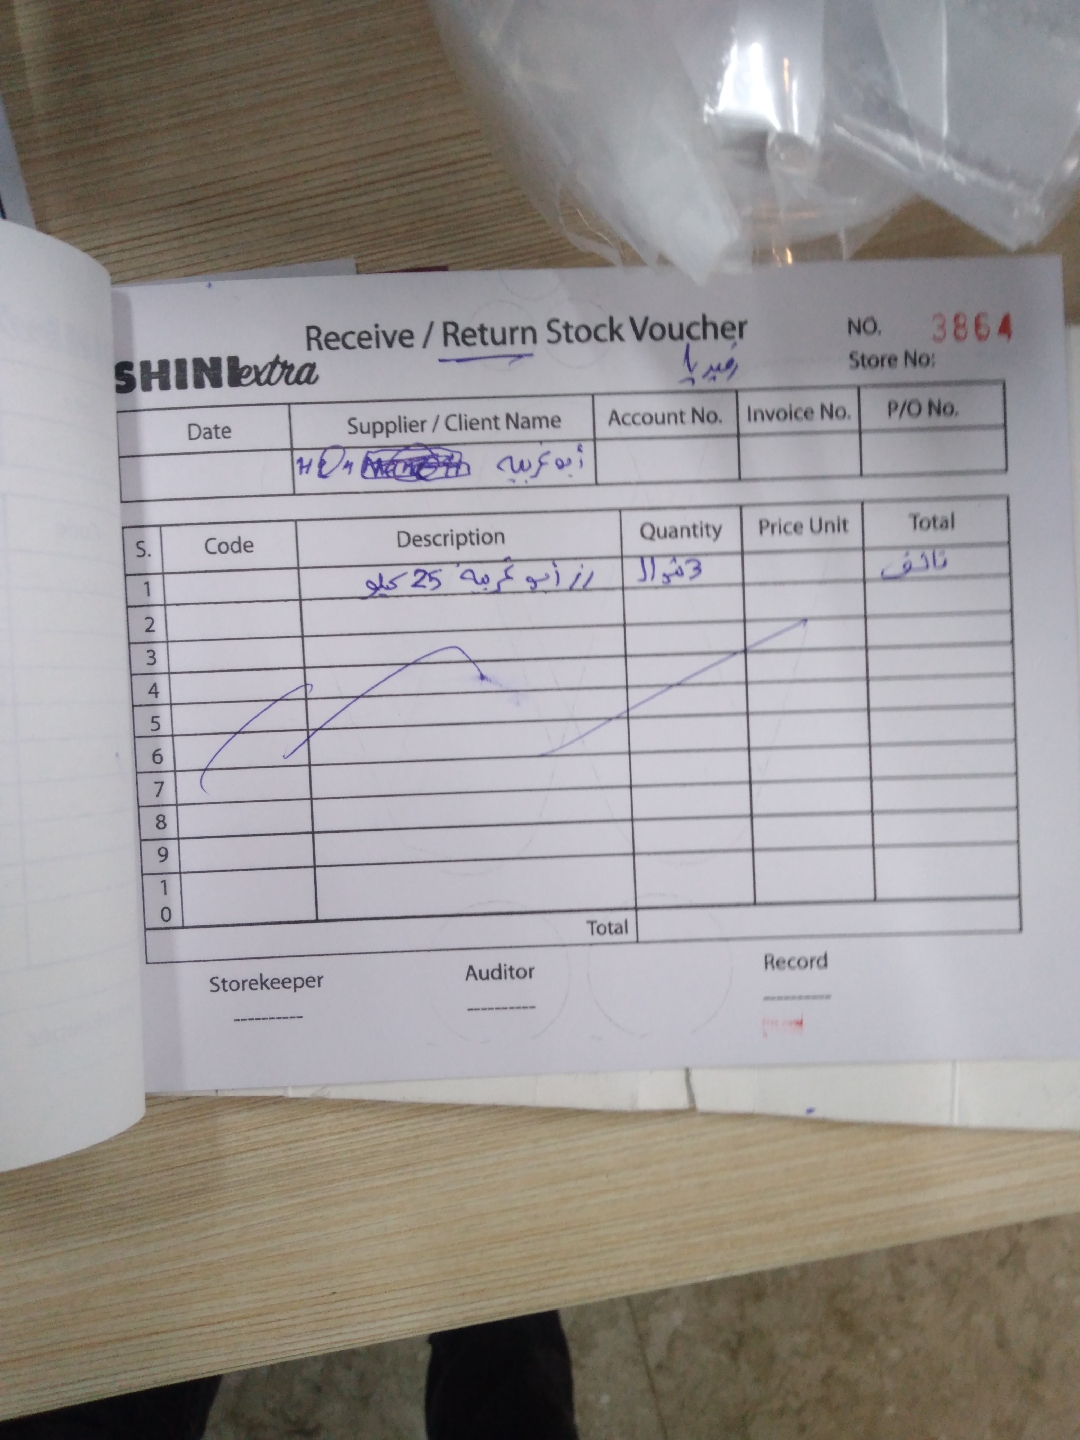 Receive / Return Stock Voucher
NO. 3864
SHINIextra
Store No:
Date Supplier / Client Name Account No. Invoice No. P/O No.
أبو عربية
S. Code Description Quantity Price Unit Total
1 رز أبو عربية 25 كيلو 3 شوال تالف
2
3
4
5
6
7
8
9
10
Total
Storekeeper Auditor Record
---------- ---------- ----------